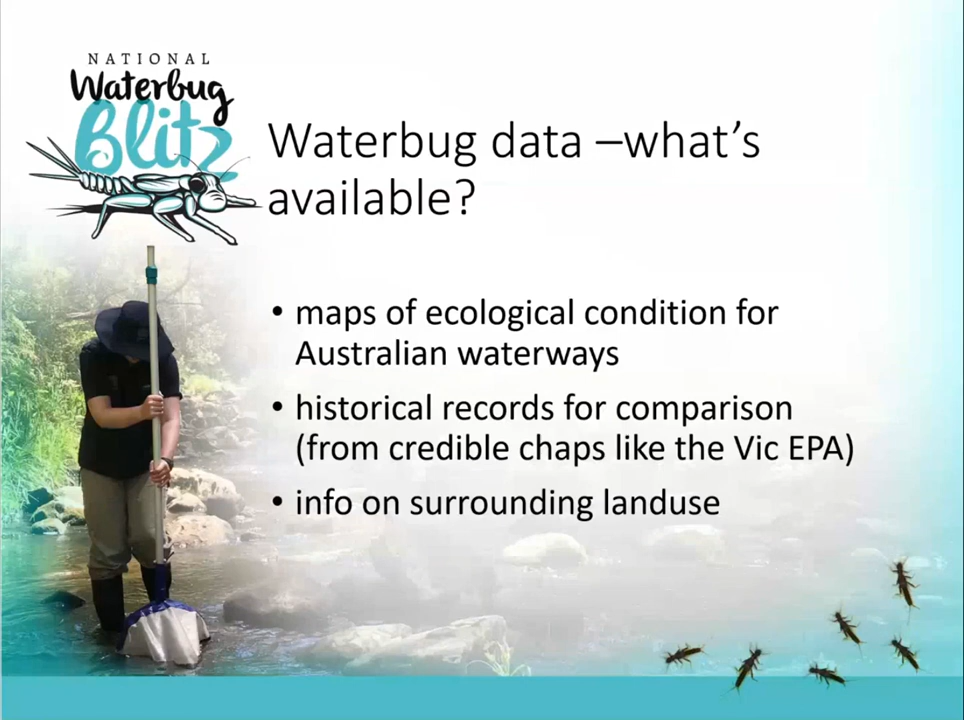 NATIONAL
Waterbug
Blitz
Waterbug data –what's
available?
• maps of ecological condition for
Australian waterways
• historical records for comparison
(from credible chaps like the Vic EPA)
• info on surrounding landuse